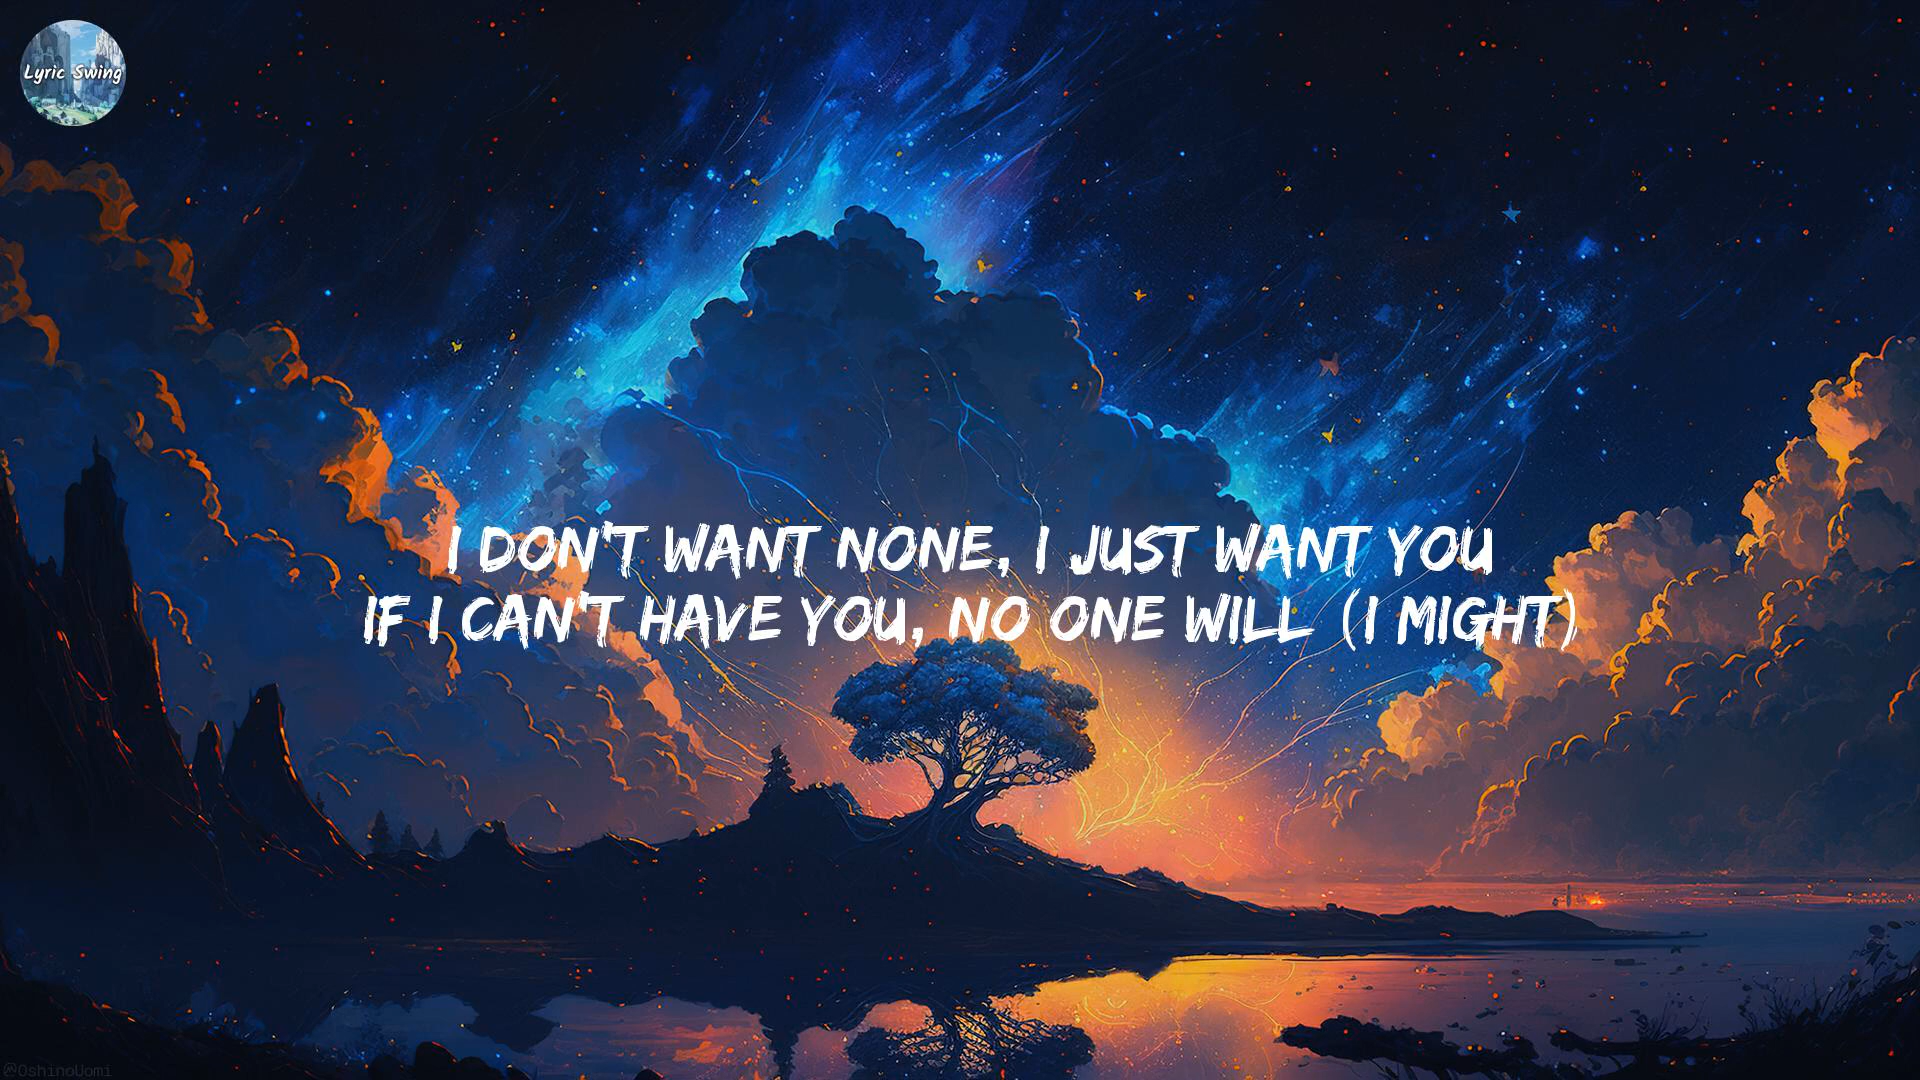 Lyric Swing
I DON'T WANT NONE, I JUST WANT YOU
IF I CAN'T HAVE YOU, NO ONE WILL (I MIGHT)
@OshinoUomi